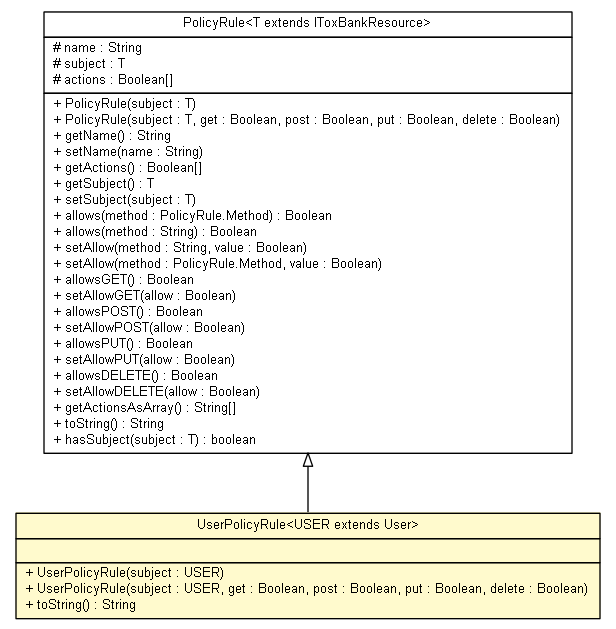 PolicyRule<T extends IToxBankResource>
# name : String
# subject : T
# actions : Boolean[]
+ PolicyRule(subject : T)
+ PolicyRule(subject : T, get : Boolean, post : Boolean, put : Boolean, delete : Boolean)
+ getName() : String
+ setName(name : String)
+ getActions() : Boolean[]
+ getSubject() : T
+ setSubject(subject : T)
+ allows(method : PolicyRule.Method) : Boolean
+ allows(method : String) : Boolean
+ setAllow(method : String, value : Boolean)
+ setAllow(method : PolicyRule.Method, value : Boolean)
+ allowsGET() : Boolean
+ setAllowGET(allow : Boolean)
+ allowsPOST() : Boolean
+ setAllowPOST(allow : Boolean)
+ allowsPUT() : Boolean
+ setAllowPUT(allow : Boolean)
+ allowsDELETE() : Boolean
+ setAllowDELETE(allow : Boolean)
+ getActionsAsArray() : String[]
+ toString() : String
+ hasSubject(subject : T) : boolean
UserPolicyRule<USER extends User>
+ UserPolicyRule(subject : USER)
+ UserPolicyRule(subject : USER, get : Boolean, post : Boolean, put : Boolean, delete : Boolean)
+ toString() : String